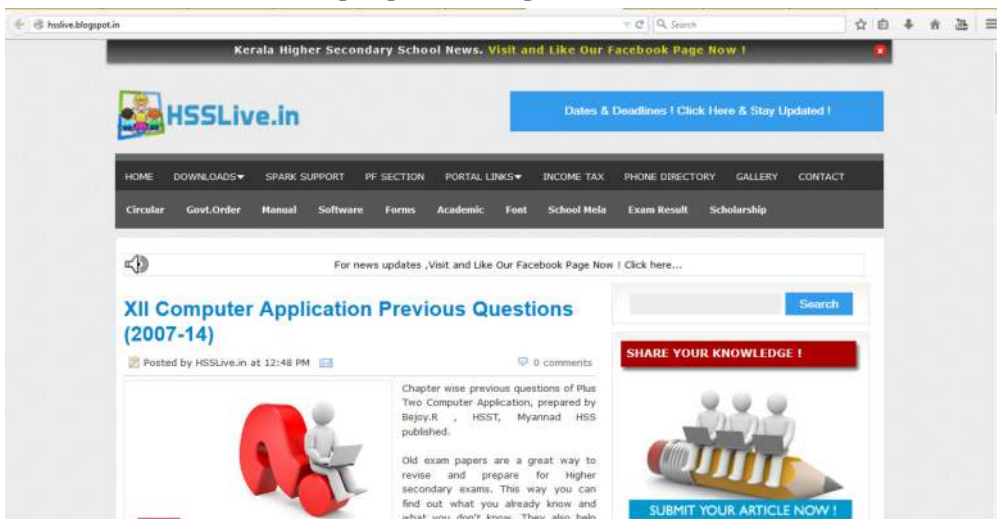 hsslive.blogspot.in
Search
Kerala Higher Secondary School News. Visit and Like Our Facebook Page Now !
HSSLive.in
Dates & Deadlines ! Click Here & Stay Updated !
HOME DOWNLOADS SPARK SUPPORT PF SECTION PORTAL LINKS INCOME TAX PHONE DIRECTORY GALLERY CONTACT
Circular Govt.Order Manual Software Forms Academic Font School Mela Exam Result Scholarship
For news updates ,Visit and Like Our Facebook Page Now ! Click here...
XII Computer Application Previous Questions
(2007-14)
Posted by HSSLive.in at 12:48 PM
0 comments
Chapter wise previous questions of Plus
Two Computer Application, prepared by
Bejoy.R , HSST, Myannad HSS
published.
Old exam papers are a great way to
revise and prepare for Higher
secondary exams. This way you can
find out what you already know and
what you don't know. They also help
Search
SHARE YOUR KNOWLEDGE !
SUBMIT YOUR ARTICLE NOW !